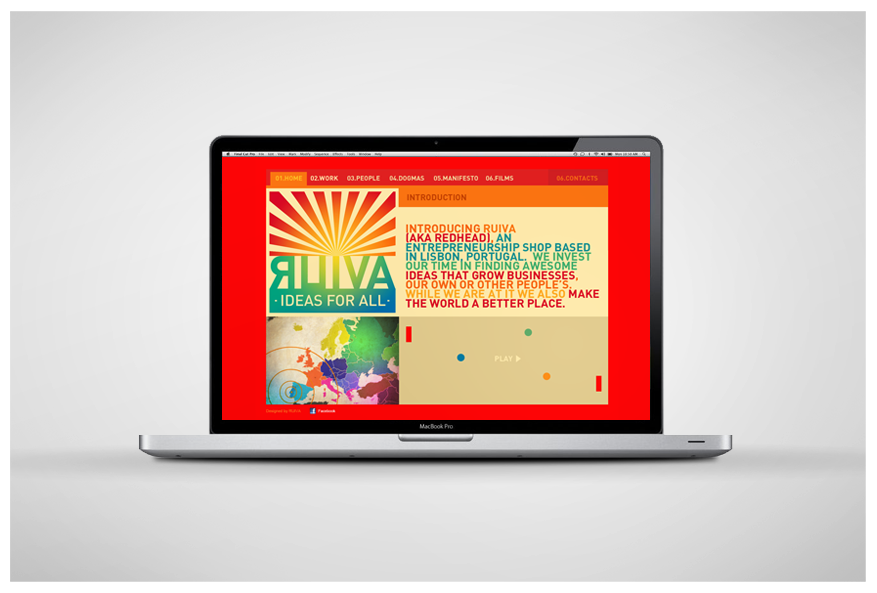 Final Cut Pro File Edit View Mark Modify Sequence Effects Tools Window Help
01.HOME 02.WORK 03.PEOPLE 04.DOGMAS 05.MANIFESTO 06.FILMS 06.CONTACTS
INTRODUCTION
INTRODUCING RUIVA
(AKA REDHEAD), AN
ENTREPRENEURSHIP SHOP BASED
IN LISBON, PORTUGAL. WE INVEST
OUR TIME IN FINDING AWESOME
IDEAS THAT GROW BUSINESSES,
OUR OWN OR OTHER PEOPLE'S.
WHILE WE ARE AT IT WE ALSO MAKE
THE WORLD A BETTER PLACE.
ЯUIVA
· IDEAS FOR ALL ·
PLAY
Designed by RUIVA Facebook
MacBook Pro